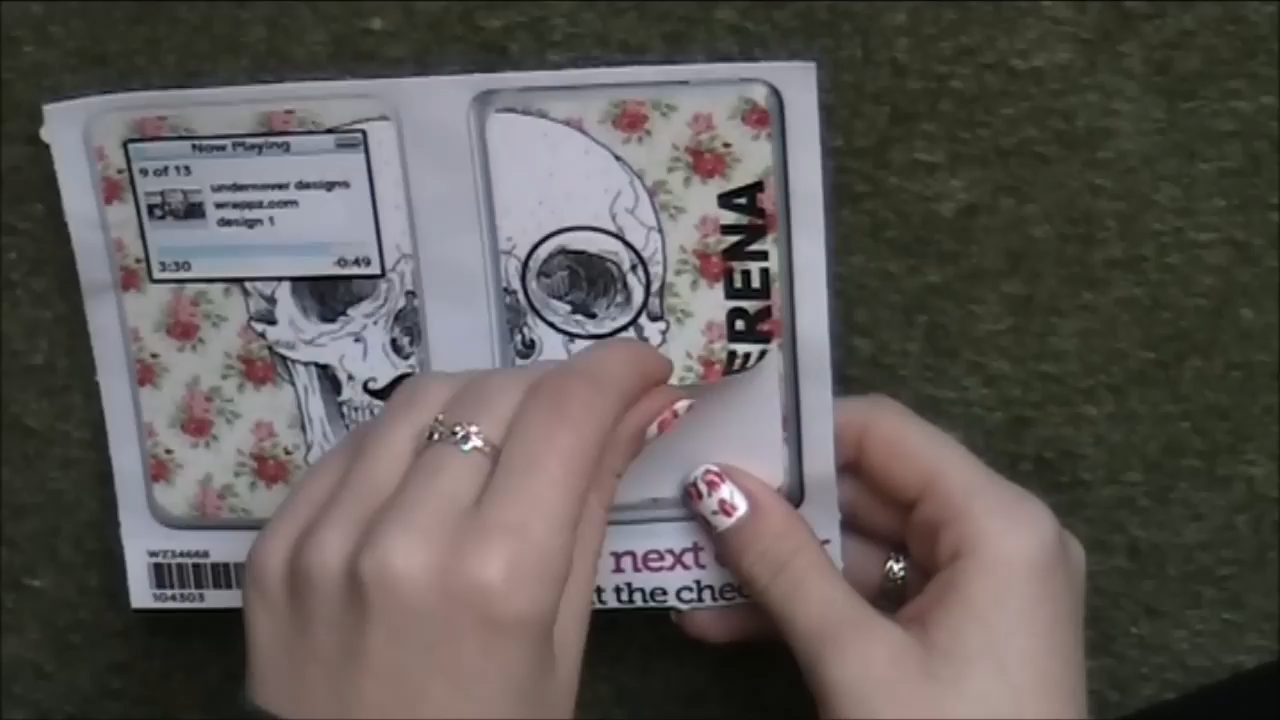 Now Playing
9 of 13
undercover designs
wrappz.com
design 1
3:30 -0:49
ERENA
WZ34668
104303
next
t the chec